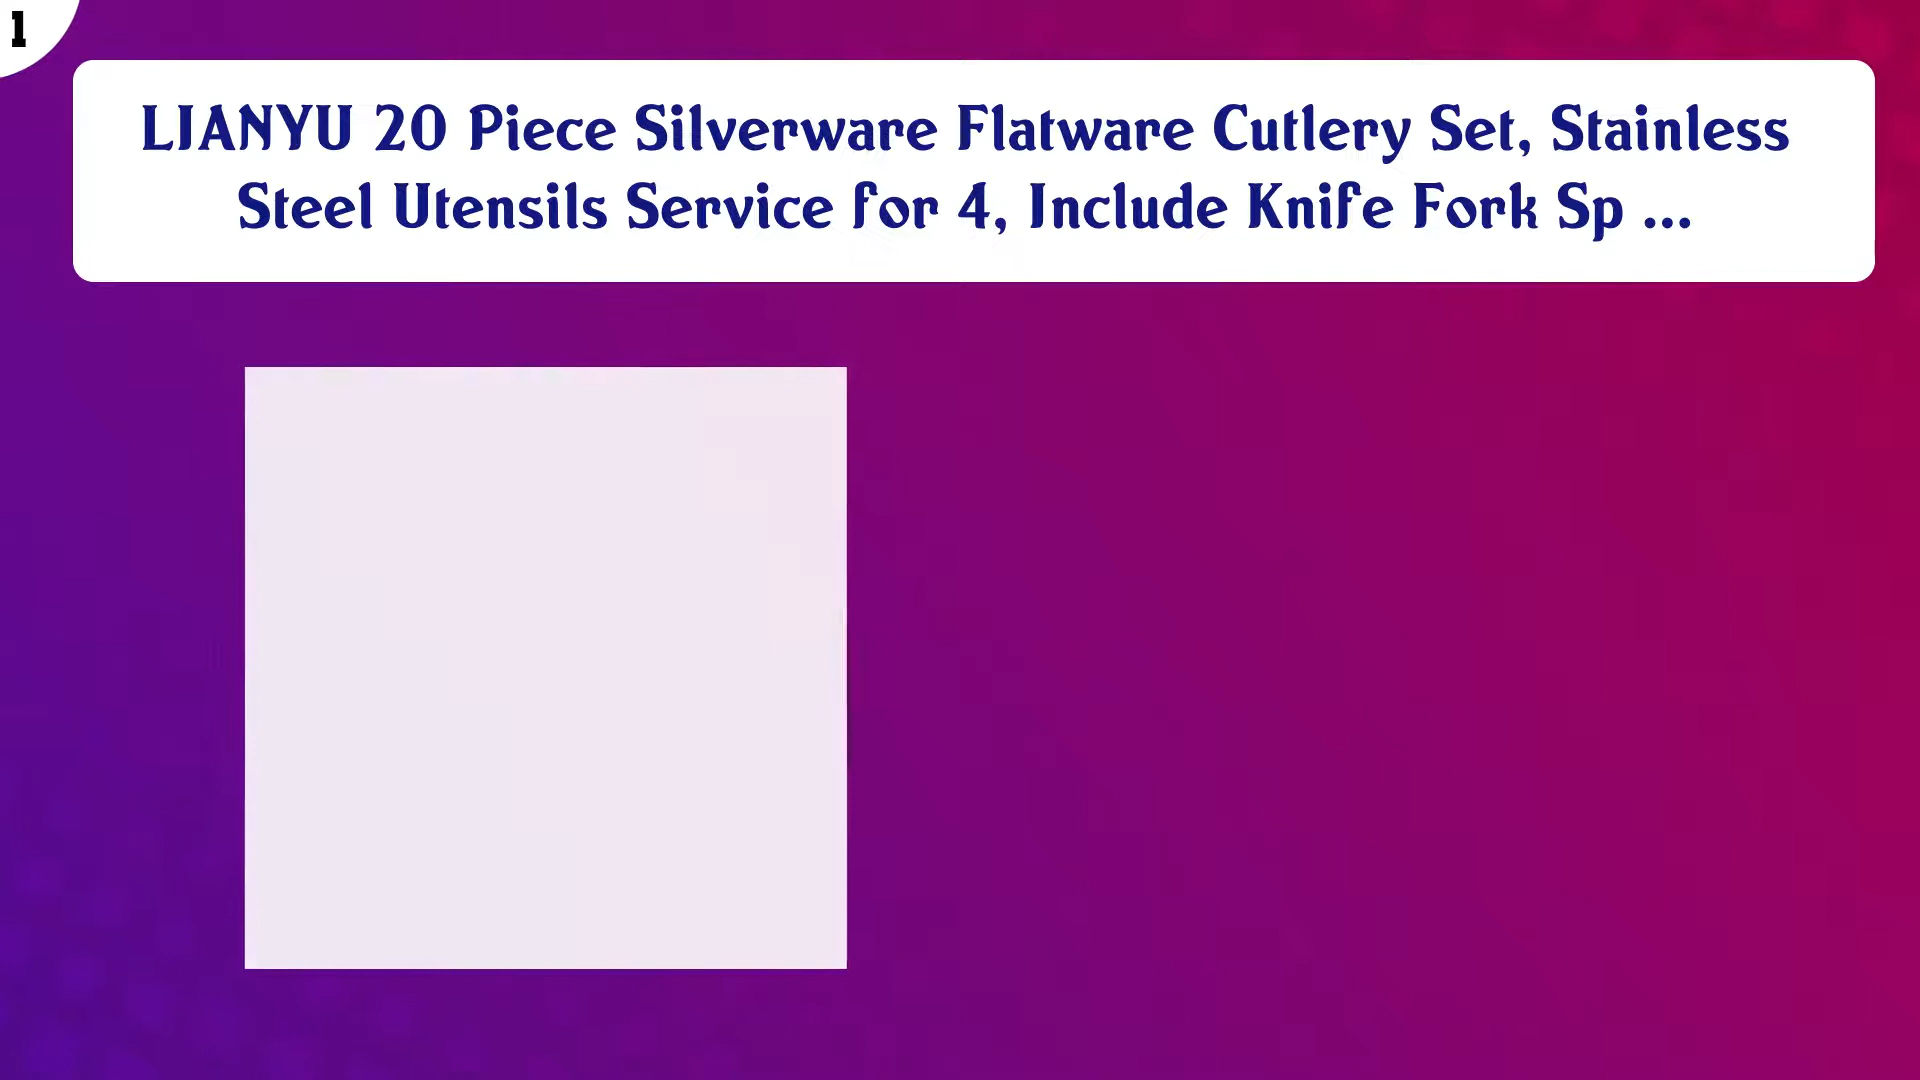 1
LIANYU 20 Piece Silverware Flatware Cutlery Set, Stainless
Steel Utensils Service for 4, Include Knife Fork Sp ...